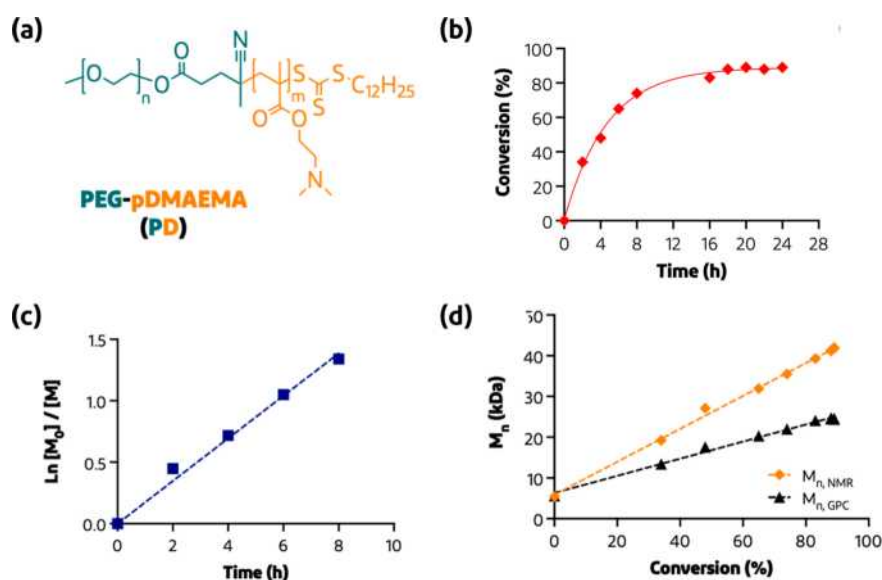 (a)
N
O
O
O
n
m
S
S
S
C12H25
O
O
N
PEG-pDMAEMA
(PD)
(b)
Conversion (%)
100
80
60
40
20
0
0 4 8 12 16 20 24 28
Time (h)
(c)
Ln [M0] / [M]
1.5
1.0
0.5
0.0
0 2 4 6 8 10
Time (h)
(d)
Mn (kDa)
50
40
30
20
10
0
Mn, NMR
Mn, GPC
0 20 40 60 80 100
Conversion (%)